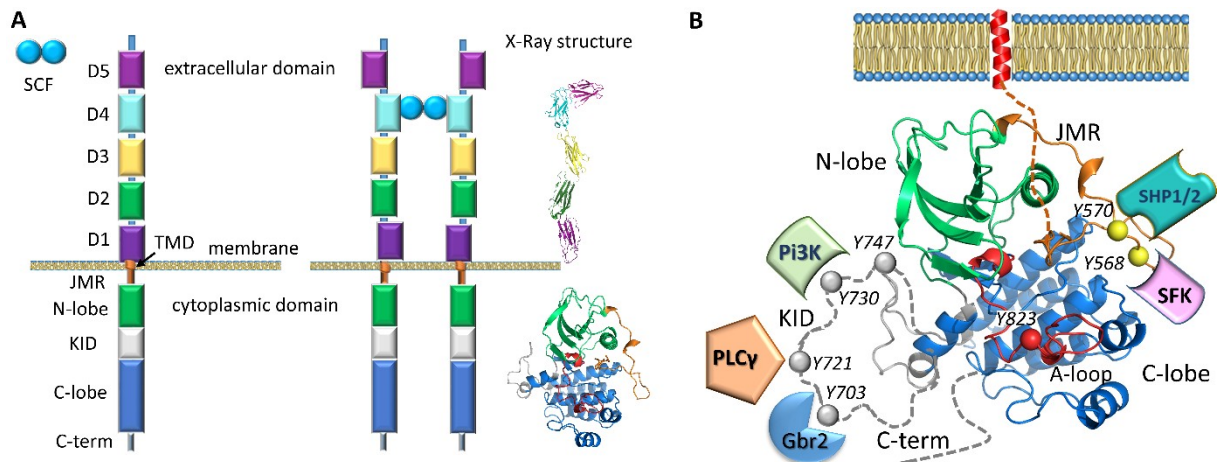 A
SCF
D5
extracellular domain
X-Ray structure
D4
D3
D2
D1
TMD
membrane
JMR
N-lobe
cytoplasmic domain
KID
C-lobe
C-term
B
JMR
N-lobe
Y570
SHP1/2
Pi3K
Y747
Y568
Y730
SFK
KID
Y823
PLCγ
Y721
A-loop
C-lobe
Y703
Gbr2
C-term